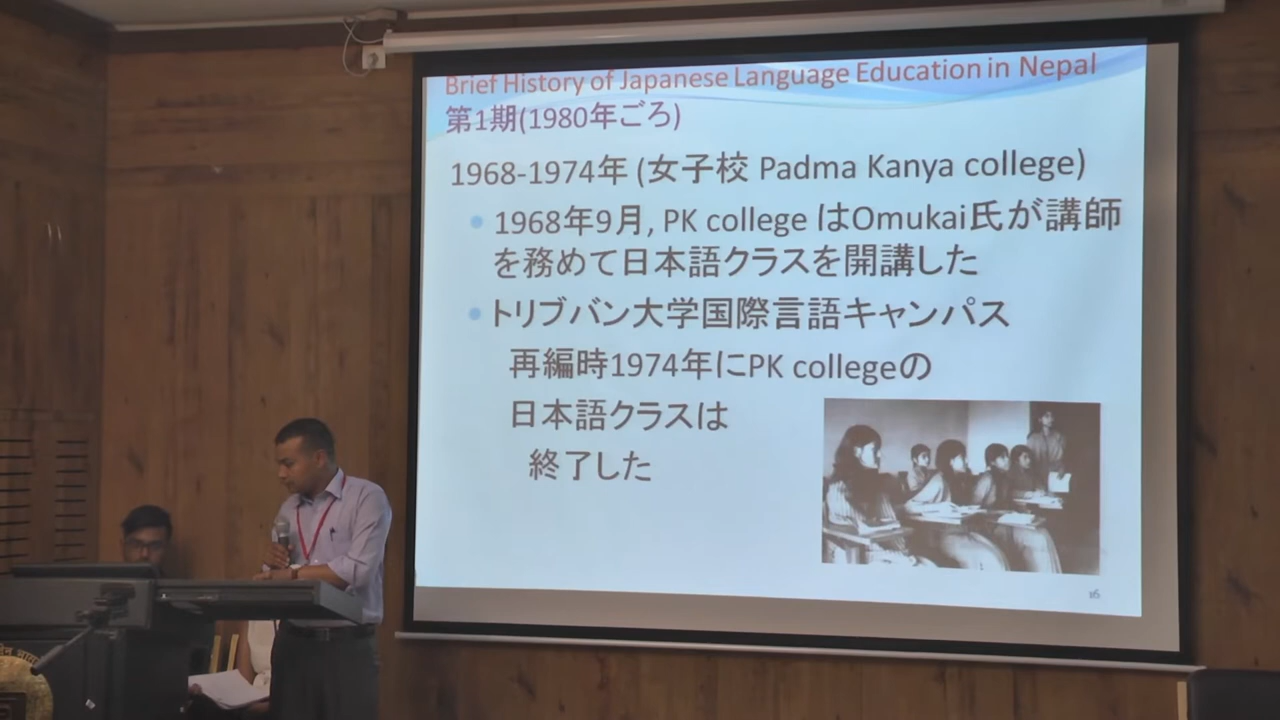 Brief History of Japanese Language Education in Nepal
第1期(1980年ごろ)
1968-1974年 (女子校 Padma Kanya college)
1968年9月, PK college はOmukai氏が講師
を務めて日本語クラスを開講した
トリブバン大学国際言語キャンパス
再編時1974年にPK collegeの
日本語クラスは
終了した
16